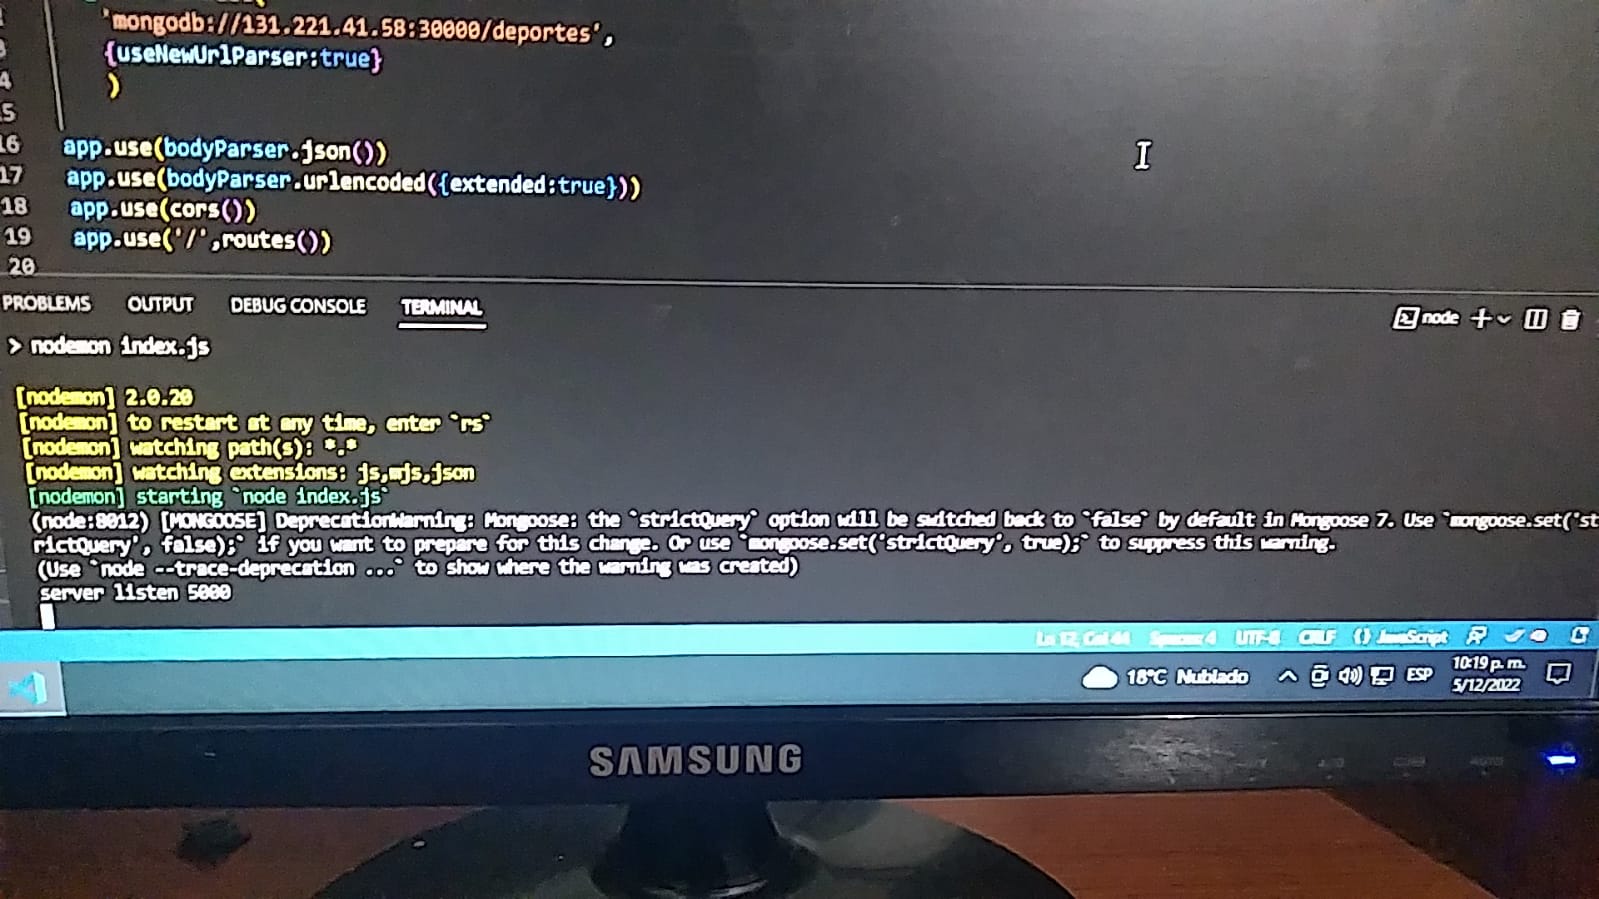 'mongodb://131.221.41.58:30000/deportes',
{useNewUrlParser:true}
)
16 app.use(bodyParser.json())
17 app.use(bodyParser.urlencoded({extended:true}))
18 app.use(cors())
19 app.use('/',routes())
20
PROBLEMS OUTPUT DEBUG CONSOLE TERMINAL
node
> nodemon index.js
[nodemon] 2.0.20
[nodemon] to restart at any time, enter `rs`
[nodemon] watching path(s): *.*
[nodemon] watching extensions: js,mjs,json
[nodemon] starting `node index.js`
(node:8012) [MONGOOSE] DeprecationWarning: Mongoose: the `strictQuery` option will be switched back to `false` by default in Mongoose 7. Use `mongoose.set('st
rictQuery', false);` if you want to prepare for this change. Or use `mongoose.set('strictQuery', true);` to suppress this warning.
(Use `node --trace-deprecation ...` to show where the warning was created)
server listen 5000
Ln 12, Col 44 Spaces: 4 UTF-8 CRLF {} JavaScript
18°C Nublado ESP 10:19 p. m.
5/12/2022
SAMSUNG